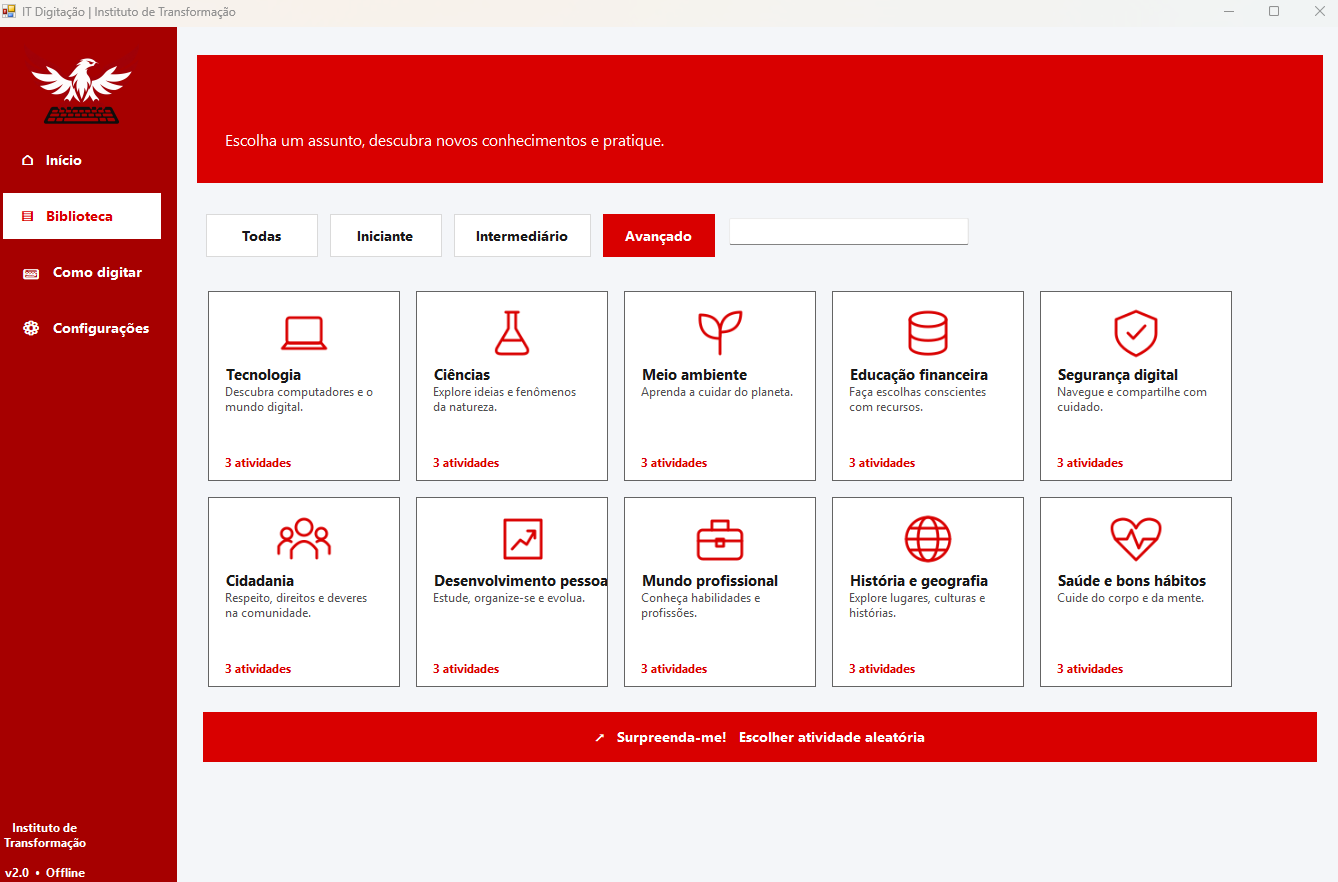 IT Digitação | Instituto de Transformação
Início
Biblioteca
Como digitar
Configurações
Escolha um assunto, descubra novos conhecimentos e pratique.
Todas
Iniciante
Intermediário
Avançado
Tecnologia
Descubra computadores e o
mundo digital.
3 atividades
Ciências
Explore ideias e fenômenos
da natureza.
3 atividades
Meio ambiente
Aprenda a cuidar do planeta.
3 atividades
Educação financeira
Faça escolhas conscientes
com recursos.
3 atividades
Segurança digital
Navegue e compartilhe com
cuidado.
3 atividades
Cidadania
Respeito, direitos e deveres
na comunidade.
3 atividades
Desenvolvimento pessoa
Estude, organize-se e evolua.
3 atividades
Mundo profissional
Conheça habilidades e
profissões.
3 atividades
História e geografia
Explore lugares, culturas e
histórias.
3 atividades
Saúde e bons hábitos
Cuide do corpo e da mente.
3 atividades
↗ Surpreenda-me! Escolher atividade aleatória
Instituto de
Transformação
v2.0 • Offline